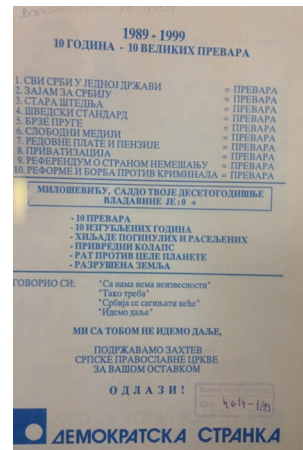 1989-1999
10 ГОДИНА - 10 ВЕЛИКИХ ПРЕВАРА
1. СВИ СРБИ У ЈЕДНОЈ ДРЖАВИ = ПРЕВАРА
2. ЗАЈАМ ЗА СРБИЈУ = ПРЕВАРА
3. СТАРА ШТЕДЊА = ПРЕВАРА
4. ШВЕДСКИ СТАНДАРД = ПРЕВАРА
5. БРЗЕ ПРУГЕ = ПРЕВАРА
6. СЛОБОДНИ МЕДИЈИ = ПРЕВАРА
7. РЕДОВНЕ ПЛАТЕ И ПЕНЗИЈЕ = ПРЕВАРА
8. ПРИВАТИЗАЦИЈА = ПРЕВАРА
9. РЕФЕРЕНДУМ О СТРАНОМ НЕМЕШАЊУ = ПРЕВАРА
10. РЕФОРМЕ И БОРБА ПРОТИВ КРИМИНАЛА = ПРЕВАРА
МИЛОШЕВИЋУ, САЛДО ТВОЈЕ ДЕСЕТОГОДИШЊЕ
ВЛАДАВИНЕ ЈЕ:0 +
- 10 ПРЕВАРА
- 10 ИЗГУБЉЕНИХ ГОДИНА
- ХИЉАДЕ ПОГИНУЛИХ И РАСЕЉЕНИХ
- ПРИВРЕДНИ КОЛАПС
- РАТ ПРОТИВ ЦЕЛЕ ПЛАНЕТЕ
- РАЗРУШЕНА ЗЕМЉА
ГОВОРИО СИ: "Са нама нема неизвесности"
"Тако треба"
"Србија се сагињати неће"
"Идемо даље"
МИ СА ТОБОМ НЕ ИДЕМО ДАЉЕ,
ПОДРЖАВАМО ЗАХТЕВ
СРПСКЕ ПРАВОСЛАВНЕ ЦРКВЕ
ЗА ВАШОМ ОСТАВКОМ
ОДЛАЗИ!
ДЕМОКРАТСКА СТРАНКА